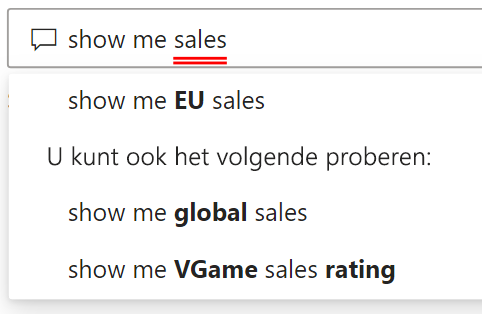 show me sales
show me EU sales
U kunt ook het volgende proberen:
show me global sales
show me VGame sales rating